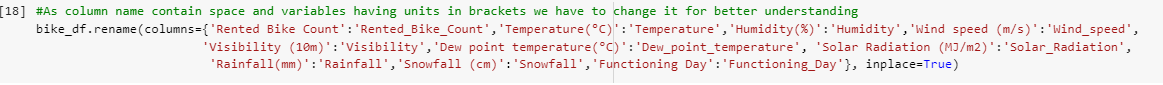 [18] #As column name contain space and variables having units in brackets we have to change it for better understanding
bike_df.rename(columns={'Rented Bike Count':'Rented_Bike_Count','Temperature(°C)':'Temperature','Humidity(%)':'Humidity','Wind speed (m/s)':'Wind_speed',
'Visibility (10m)':'Visibility','Dew point temperature(°C)':'Dew_point_temperature', 'Solar Radiation (MJ/m2)':'Solar_Radiation',
'Rainfall(mm)':'Rainfall','Snowfall (cm)':'Snowfall','Functioning Day':'Functioning_Day'}, inplace=True)